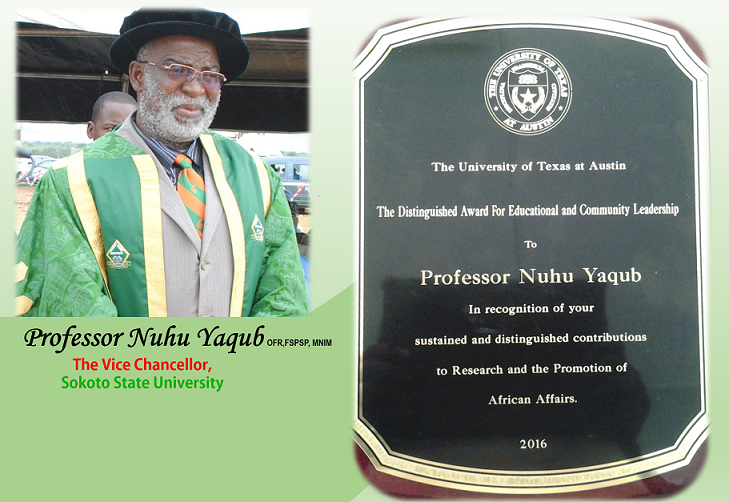 Professor Nuhu Yaqub OFR,FSPSP, MNIM
The Vice Chancellor,
Sokoto State University
THE UNIVERSITY OF TEXAS
AT AUSTIN
The University of Texas at Austin
The Distinguished Award For Educational and Community Leadership
To
Professor Nuhu Yaqub
In recognition of your
sustained and distinguished contributions
to Research and the Promotion of
African Affairs.
2016